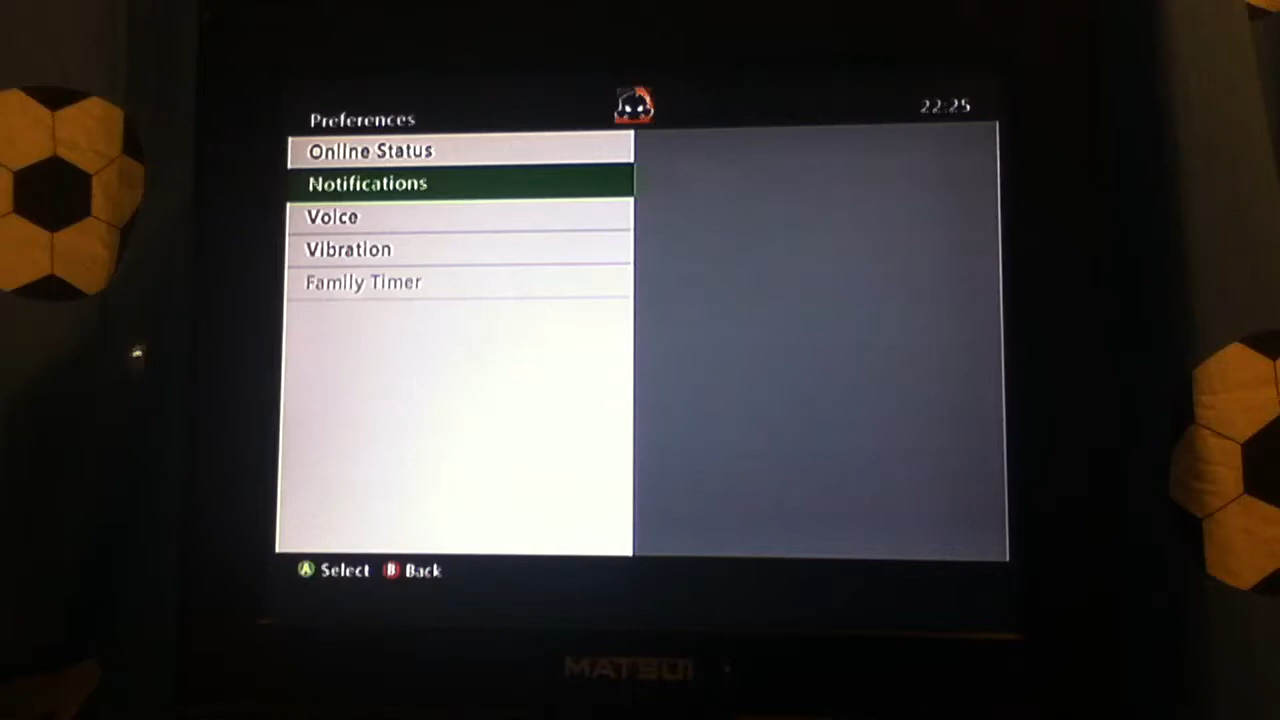 Preferences
22:25
Online Status
Notifications
Voice
Vibration
Family Timer
A Select B Back
MATSUI